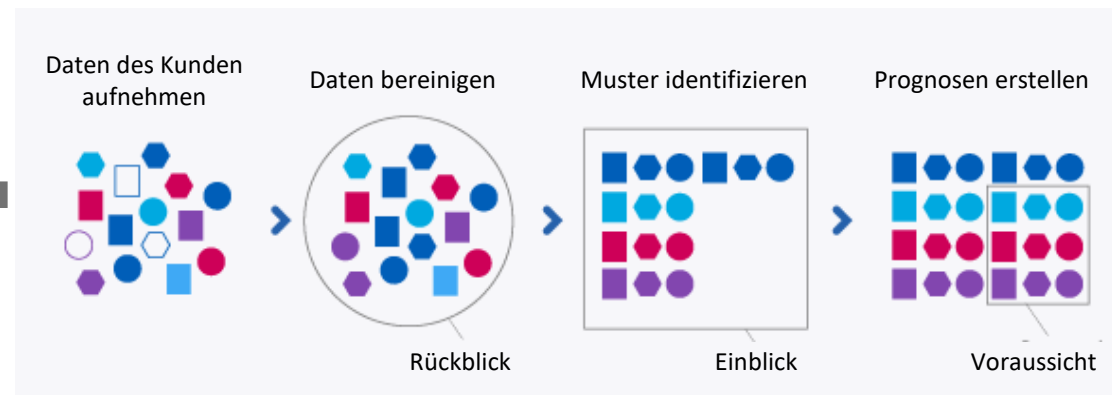 Daten des Kunden
aufnehmen
Daten bereinigen
Muster identifizieren
Prognosen erstellen
Rückblick
Einblick
Voraussicht